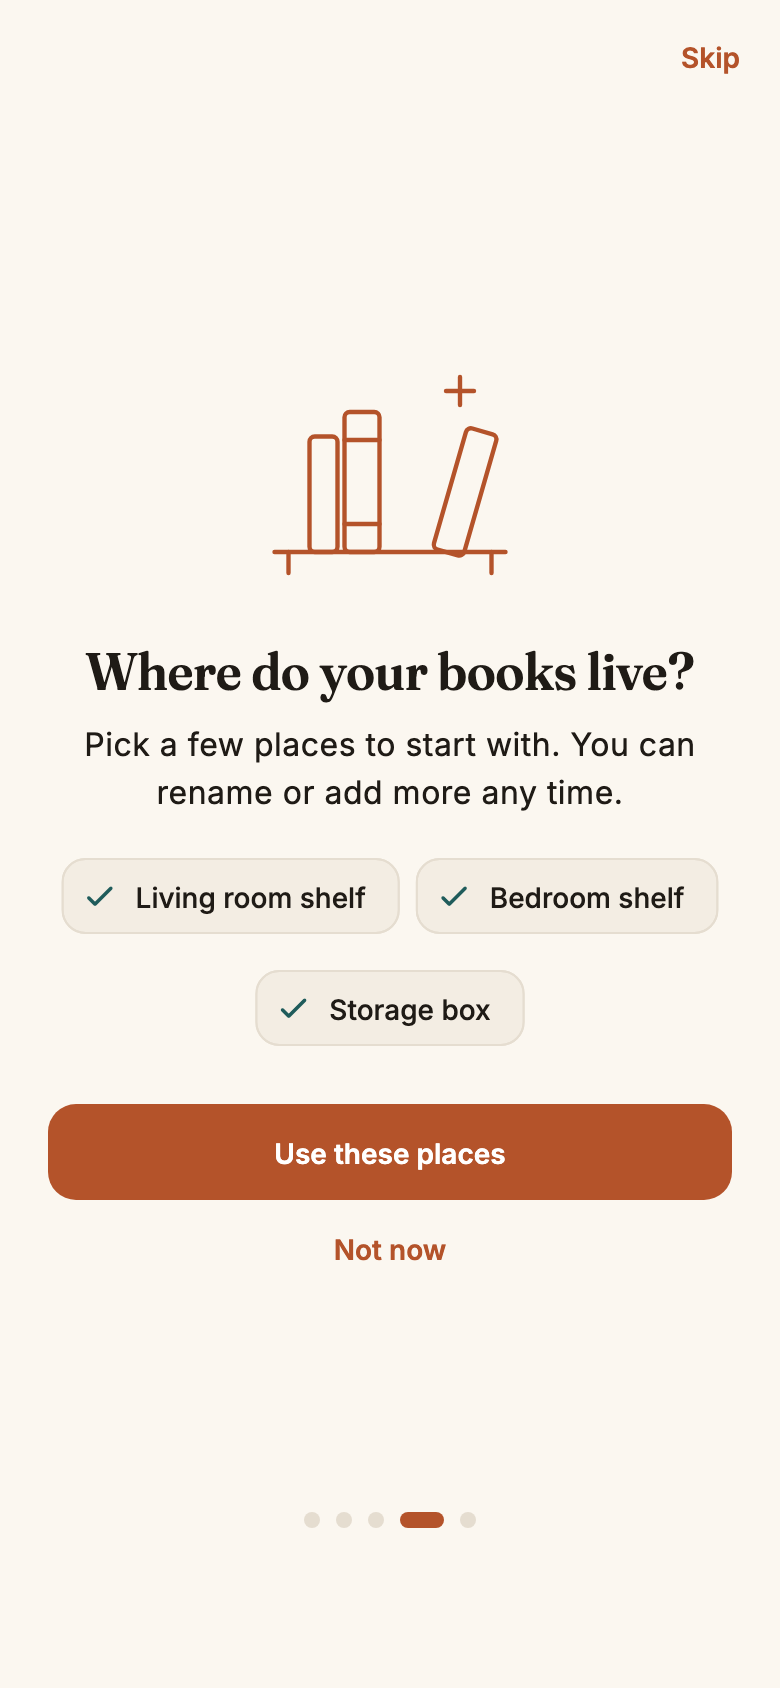 Skip
Where do your books live?
Pick a few places to start with. You can
rename or add more any time.
Living room shelf
Bedroom shelf
Storage box
Use these places
Not now